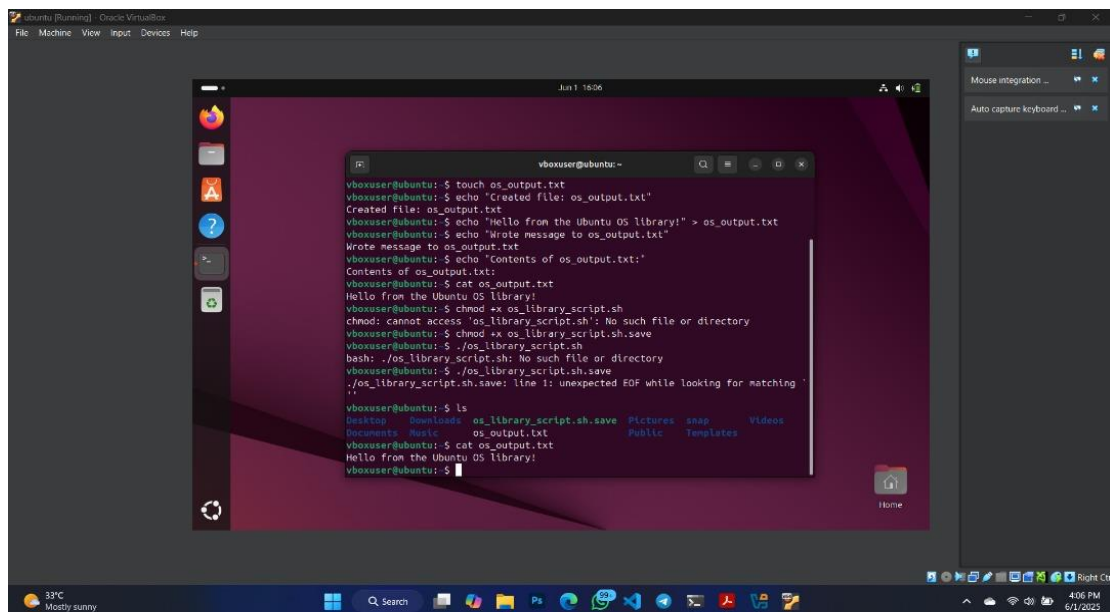 ubuntu [Running] - Oracle VirtualBox
File Machine View Input Devices Help
Mouse integration ...
Auto capture keyboard ...
Jun 1 16:06
vboxuser@ubuntu: ~
vboxuser@ubuntu:~$ touch os_output.txt
vboxuser@ubuntu:~$ echo "Created file: os_output.txt"
Created file: os_output.txt
vboxuser@ubuntu:~$ echo "Hello from the Ubuntu OS library!" > os_output.txt
vboxuser@ubuntu:~$ echo "Wrote message to os_output.txt"
Wrote message to os_output.txt
vboxuser@ubuntu:~$ echo "Contents of os_output.txt:"
Contents of os_output.txt:
vboxuser@ubuntu:~$ cat os_output.txt
Hello from the Ubuntu OS library!
vboxuser@ubuntu:~$ chmod +x os_library_script.sh
chmod: cannot access 'os_library_script.sh': No such file or directory
vboxuser@ubuntu:~$ chmod +x os_library_script.sh.save
vboxuser@ubuntu:~$ ./os_library_script.sh
bash: ./os_library_script.sh: No such file or directory
vboxuser@ubuntu:~$ ./os_library_script.sh.save
./os_library_script.sh.save: line 1: unexpected EOF while looking for matching `
''
vboxuser@ubuntu:~$ ls
Desktop Downloads os_library_script.sh.save Pictures snap Videos
Documents Music os_output.txt Public Templates
vboxuser@ubuntu:~$ cat os_output.txt
Hello from the Ubuntu OS library!
vboxuser@ubuntu:~$
Home
Right Ct
33°C
Mostly sunny
Search
Ps
99+
4:06 PM
6/1/2025